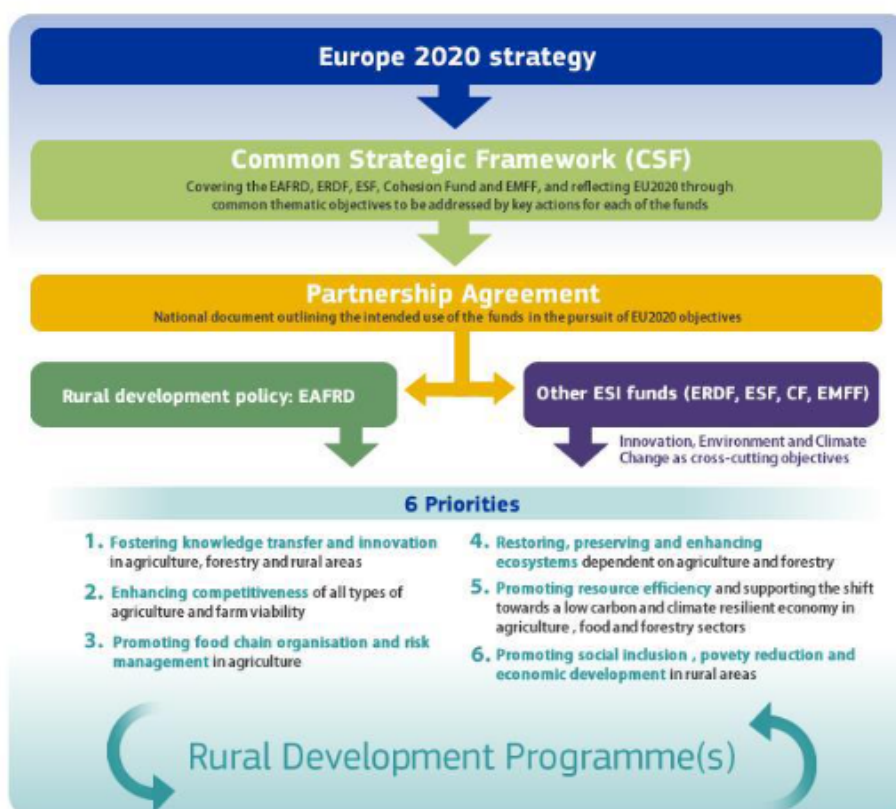 Europe 2020 strategy
Common Strategic Framework (CSF)
Covering the EAFRD, ERDF, ESF, Cohesion Fund and EMFF, and reflecting EU2020 through
common thematic objectives to be addressed by key actions for each of the funds
Partnership Agreement
National document outlining the intended use of the funds in the pursuit of EU2020 objectives
Rural development policy: EAFRD
Other ESI funds (ERDF, ESF, CF, EMFF)
Innovation, Environment and Climate
Change as cross-cutting objectives
6 Priorities
1. Fostering knowledge transfer and innovation
in agriculture, forestry and rural areas
2. Enhancing competitiveness of all types of
agriculture and farm viability
3. Promoting food chain organisation and risk
management in agriculture
4. Restoring, preserving and enhancing
ecosystems dependent on agriculture and forestry
5. Promoting resource efficiency and supporting the shift
towards a low carbon and climate resilient economy in
agriculture , food and forestry sectors
6. Promoting social inclusion , povety reduction and
economic development in rural areas
Rural Development Programme(s)